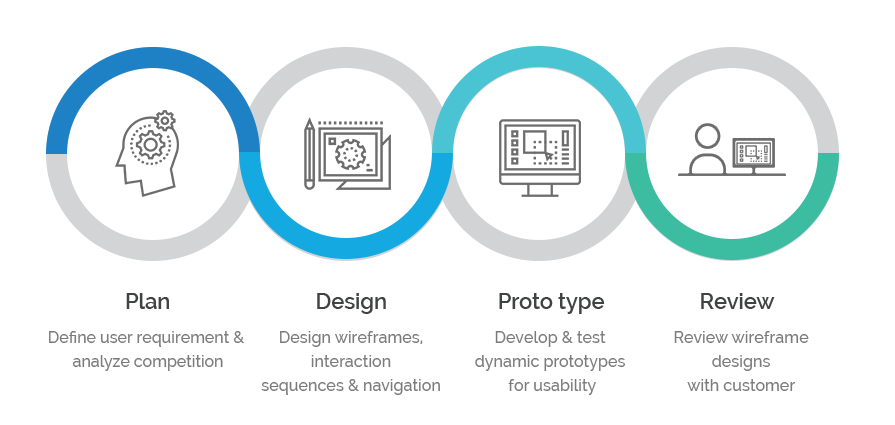 Plan
Define user requirement &
analyze competition
Design
Design wireframes,
interaction
sequences & navigation
Proto type
Develop & test
dynamic prototypes
for usability
Review
Review wireframe
designs
with customer